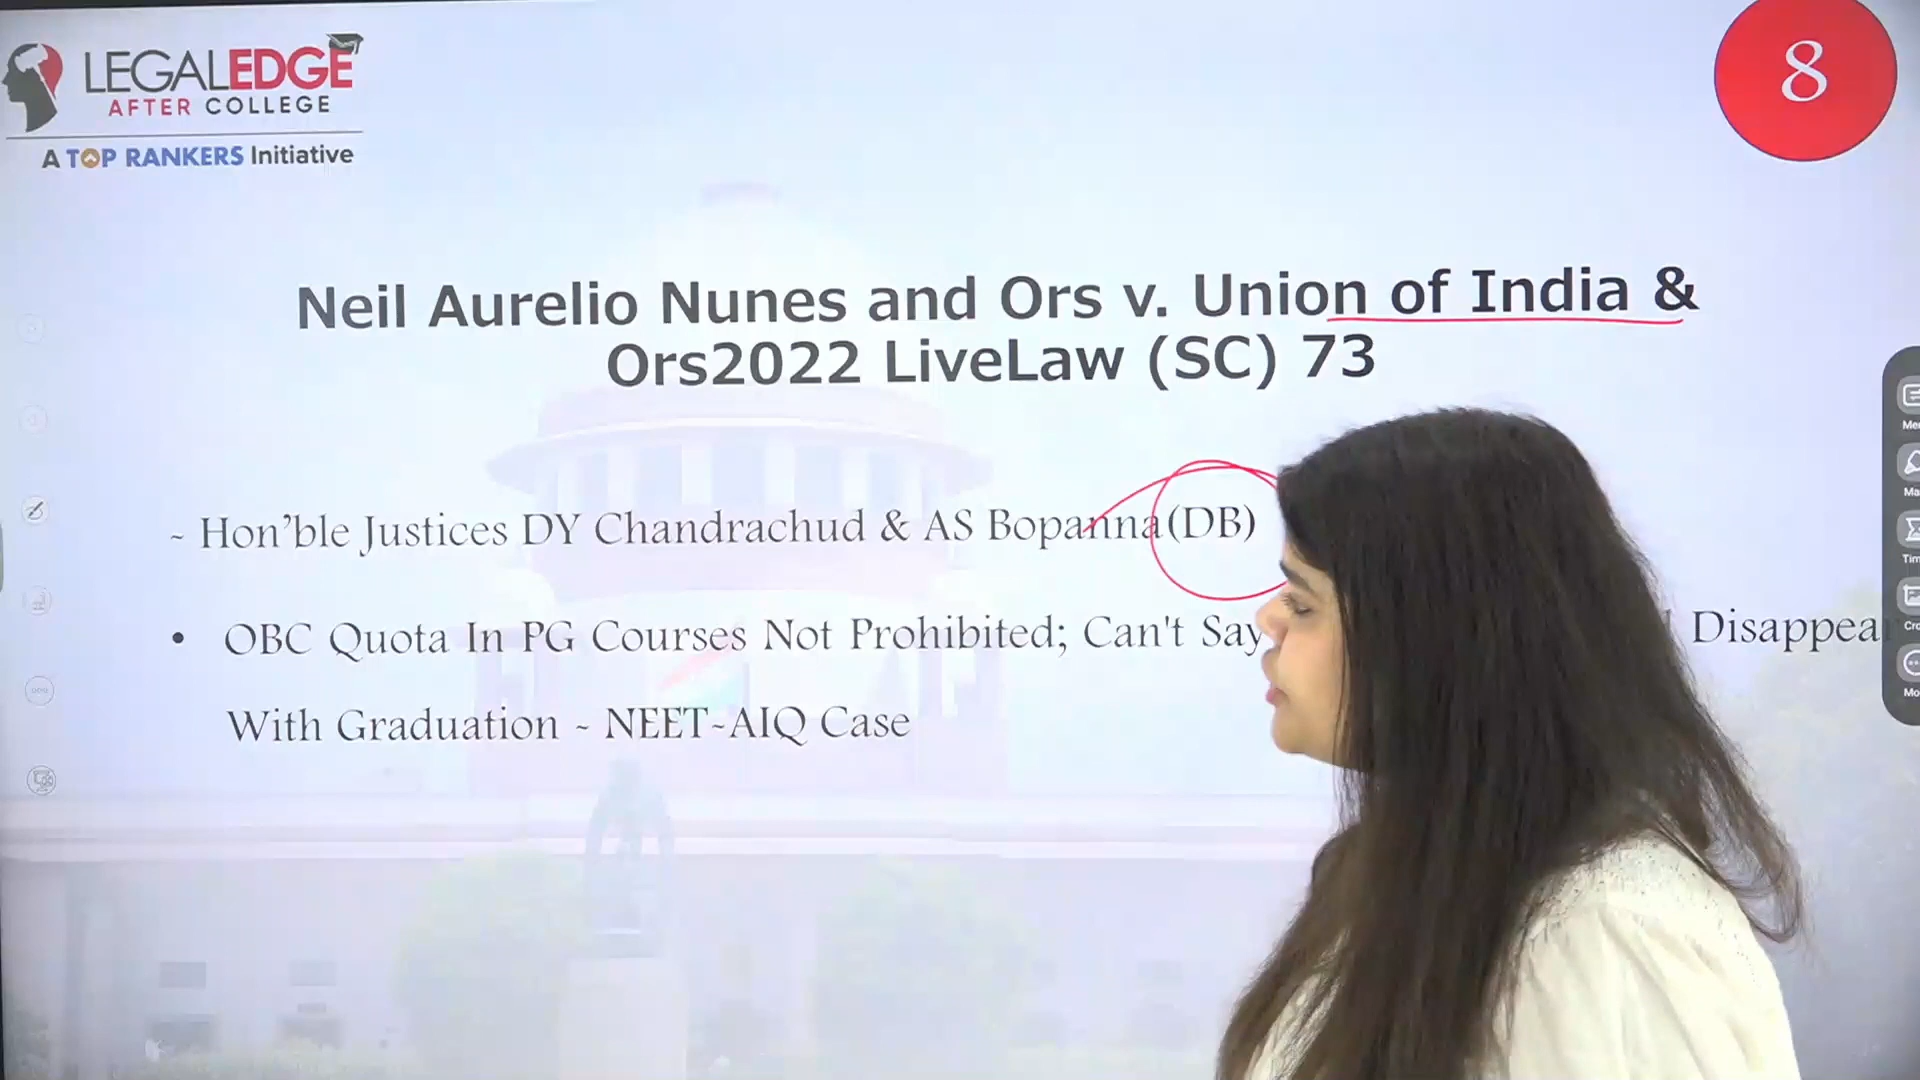 LEGALEDGE
AFTER COLLEGE
A TOP RANKERS Initiative
8
Neil Aurelio Nunes and Ors v. Union of India &
Ors2022 LiveLaw (SC) 73
~ Hon'ble Justices DY Chandrachud & AS Bopanna(DB)
• OBC Quota In PG Courses Not Prohibited; Can't Say Disappear
With Graduation ~ NEET-AIQ Case